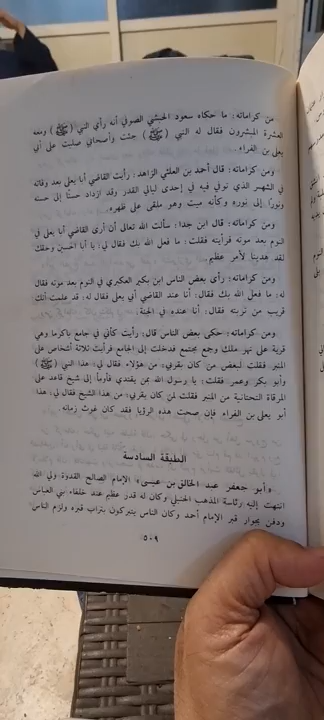 ومن كراماته: ما حكاه سعود الحبشي الصوفي أنه رأى النبي (ﷺ) ومعه
العشرة المبشرون فقال له النبي (ﷺ) جئت وأصحابي صليت على أبي
يعلى بن الفراء.
ومن كراماته: قال أحمد بن العلثي الزاهد: رأيت القاضي أبا يعلى بعد وفاته
في الشهر الذي توفي فيه في إحدى ليالي القدر وقد ازداد حسنًا إلى حسنه
ونورًا إلى نوره وكأنه ميت وهو ملقى على ظهره.
ومن كراماته: قال ابن جدا: سألت الله تعالى أن أرى القاضي أبا يعلى في
النوم بعد موته فرأيته فقلت: ما فعل الله بك فقال لي: يا أبا الحسين وحقك
لقد هدينا لأمر عظيم.
ومن كراماته: رأى بعض الناس ابن بكير العكبري في النوم بعد موته فقال
له: ما فعل الله بك فقال: أنا عند القاضي أبي يعلى فقال له: قد علمت أنك
قريب من تربته فقال: أنا عنده في الجنة.
ومن كراماته: حكى بعض الناس قال: رأيت كأني في جامع باكوما وهي
قرية على نهر ملك وجمع مجتمع فدخلت إلى الجامع فرأيت ثلاثة أشخاص على
المنبر فقلت لبعض من كان بقربي: من هؤلاء فقال لي: هذا النبي (ﷺ)
وأبو بكر وعمر فقلت: يا رسول الله ممن يقتدي فأومأ إلى شيخ قاعد على
المرقاة التحتانية من المنبر فقلت لمن كان بقربي: من هذا الشيخ فقال لي: هذا
أبو يعلى بن الفراء فإن صحت هذه الرؤيا فقد كان غوث زمانه.
الطبقة السادسة
«أبو جعفر عبد الخالق بن عيسى» الإمام الصالح القدوة ولي الله
انتهت إليه رئاسة المذهب الحنبلي وكان له قدر عظيم عند خلفاء بني العباس
ودفن بجوار قبر الإمام أحمد وكان الناس يتبركون بتراب قبره ولزم الناس
٥٠٩